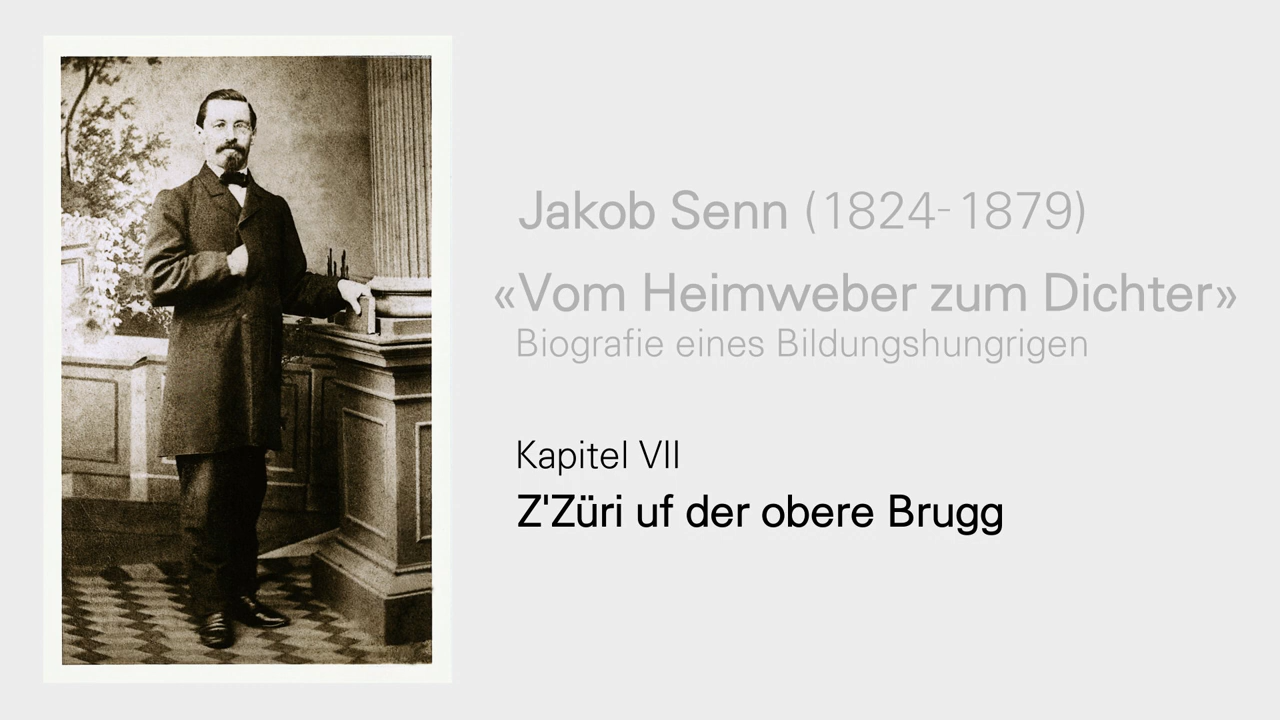 Jakob Senn (1824-1879)
«Vom Heimweber zum Dichter»
Biografie eines Bildungshungrigen
Kapitel VII
Z'Züri uf der obere Brugg